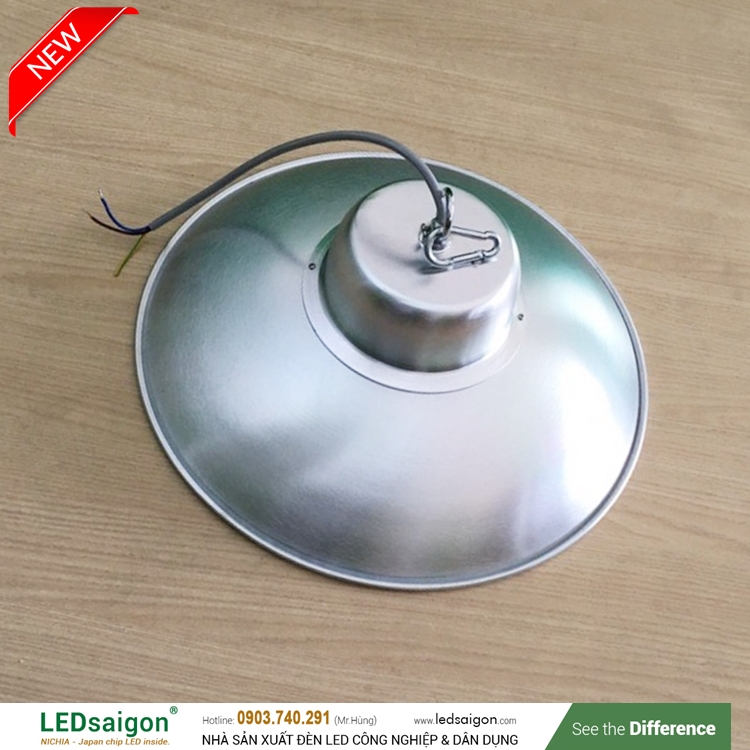 NEW
LEDsaigon®
NICHIA - Japan chip LED inside.
Hotline: 0903.740.291 (Mr.Hùng) www.ledsaigon.com
NHÀ SẢN XUẤT ĐÈN LED CÔNG NGHIỆP & DÂN DỤNG
See the Difference